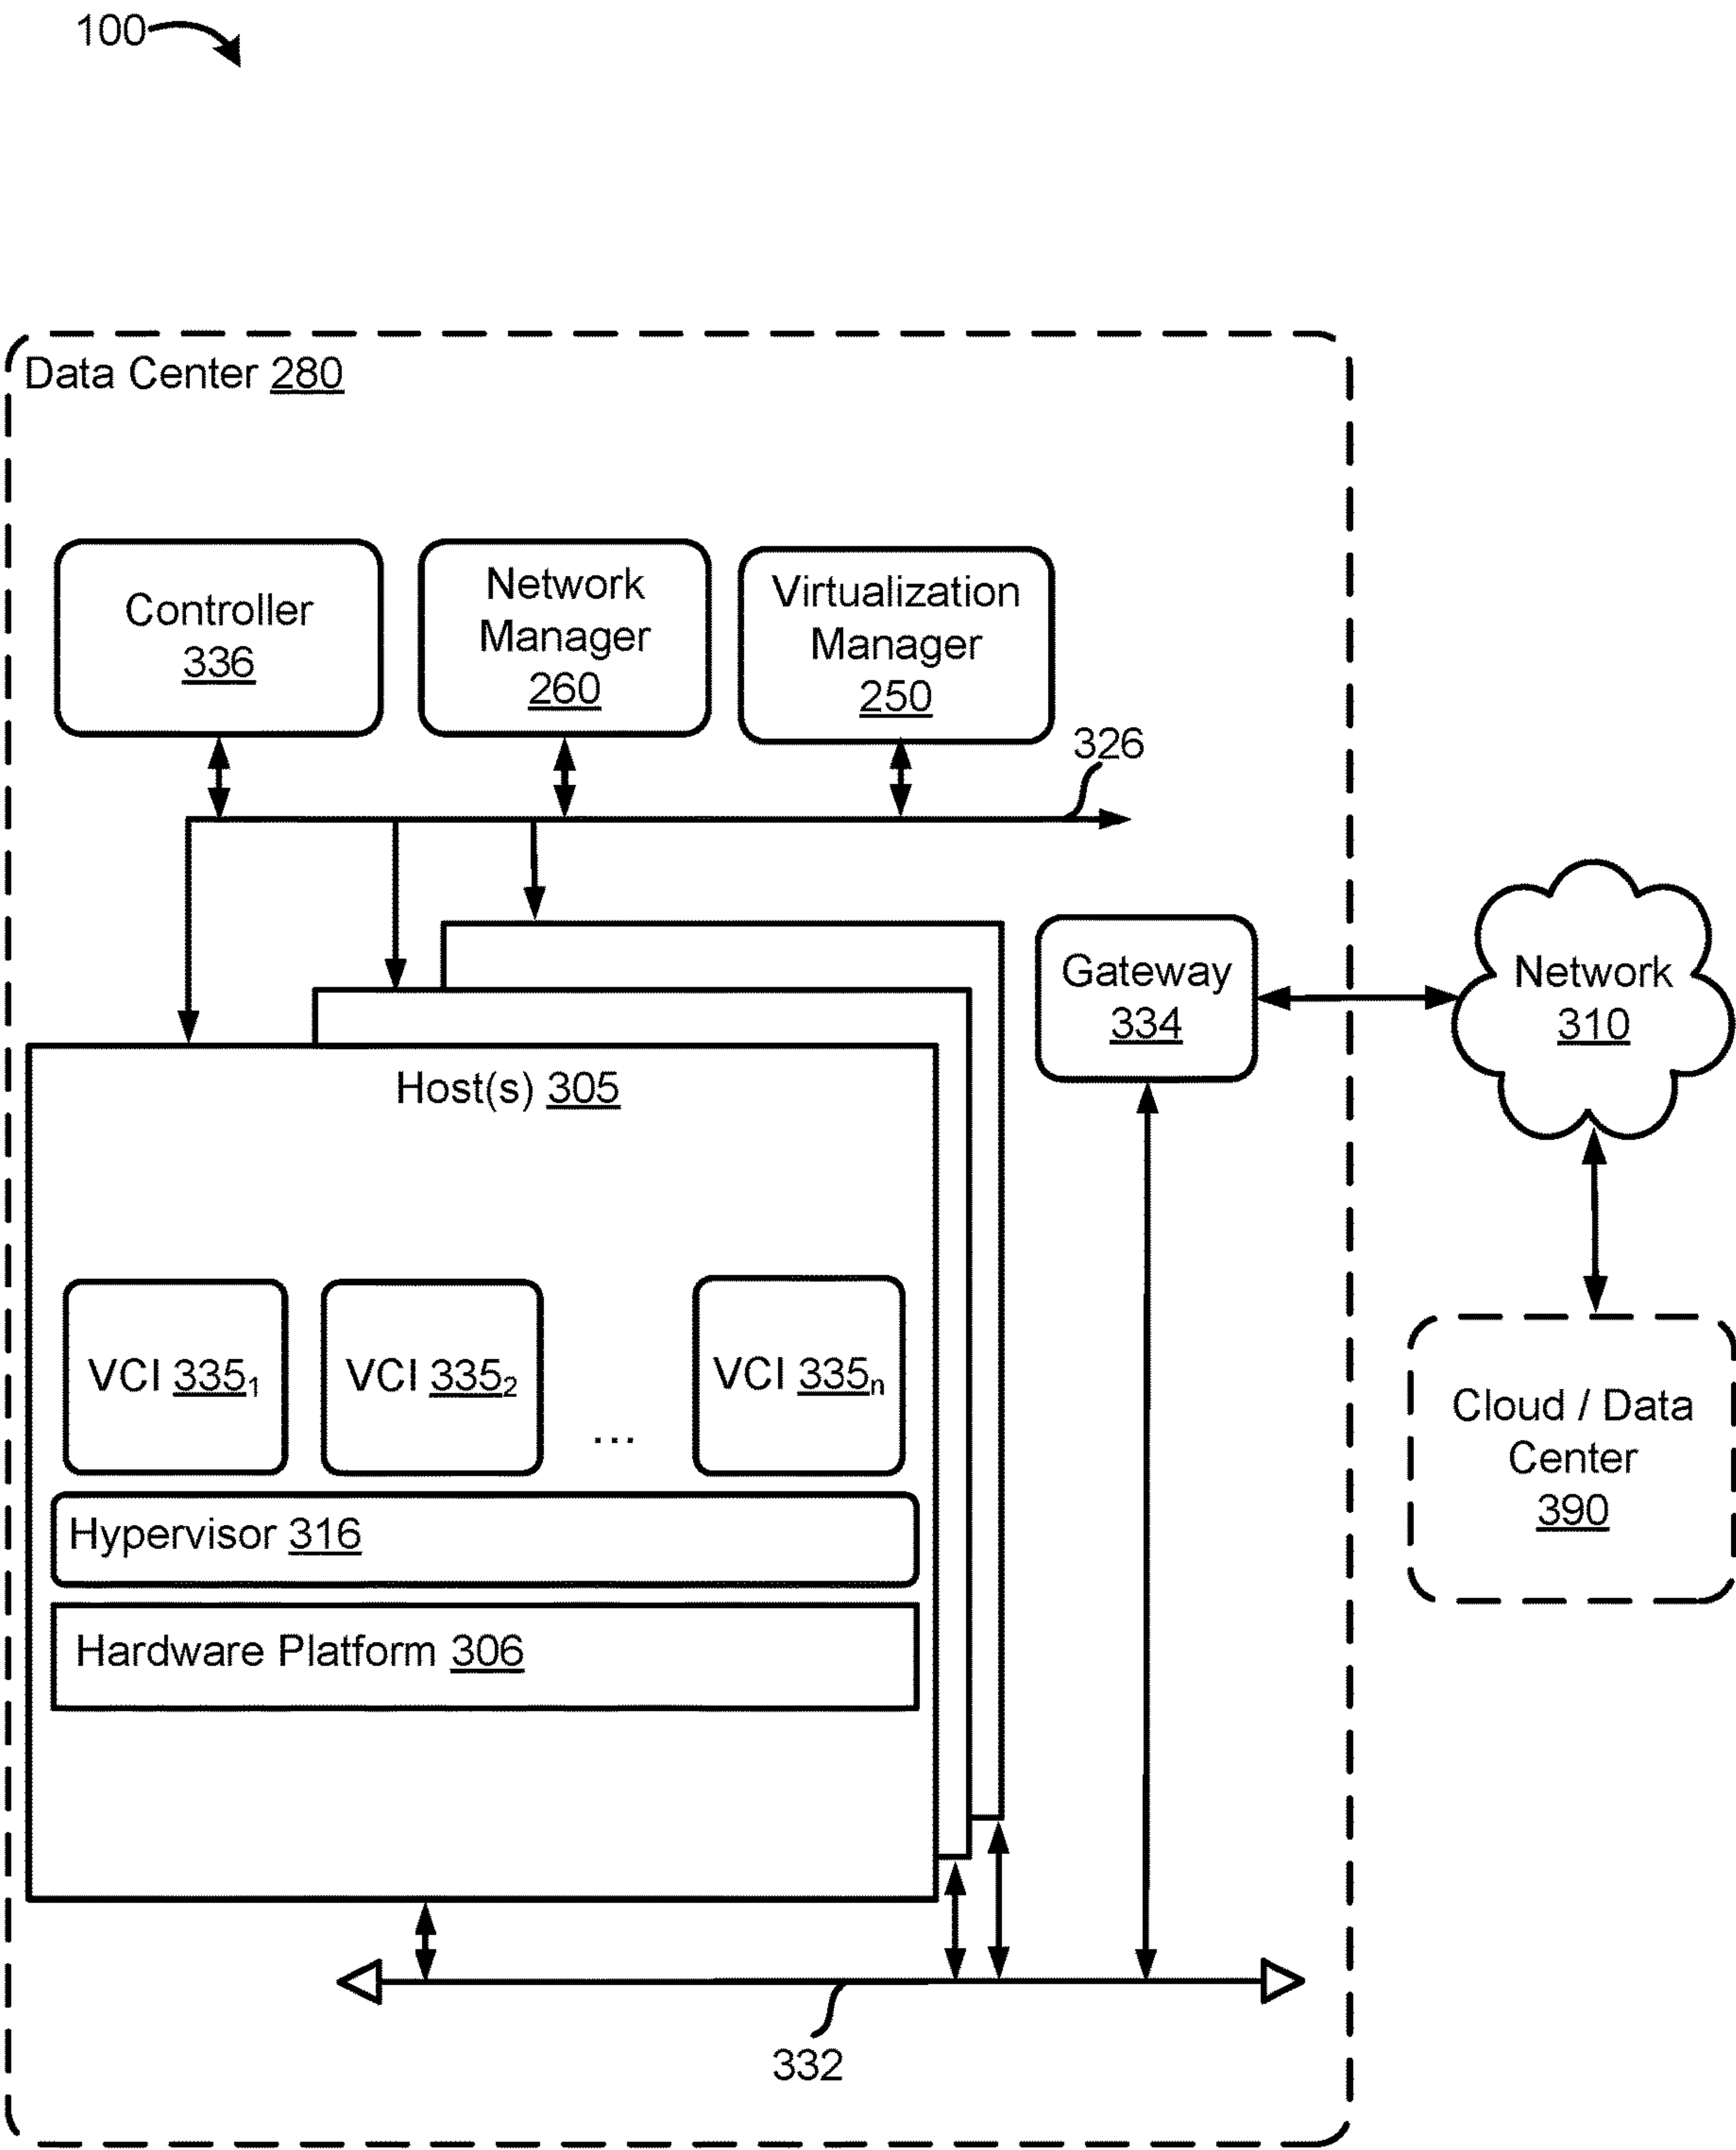 100
Data Center 280
Controller
336
Network
Manager
260
Virtualization
Manager
250
326
Gateway
334
Network
310
Host(s) 305
VCI 335₁
VCI 335₂
...
VCI 335ₙ
Cloud / Data
Center
390
Hypervisor 316
Hardware Platform 306
332